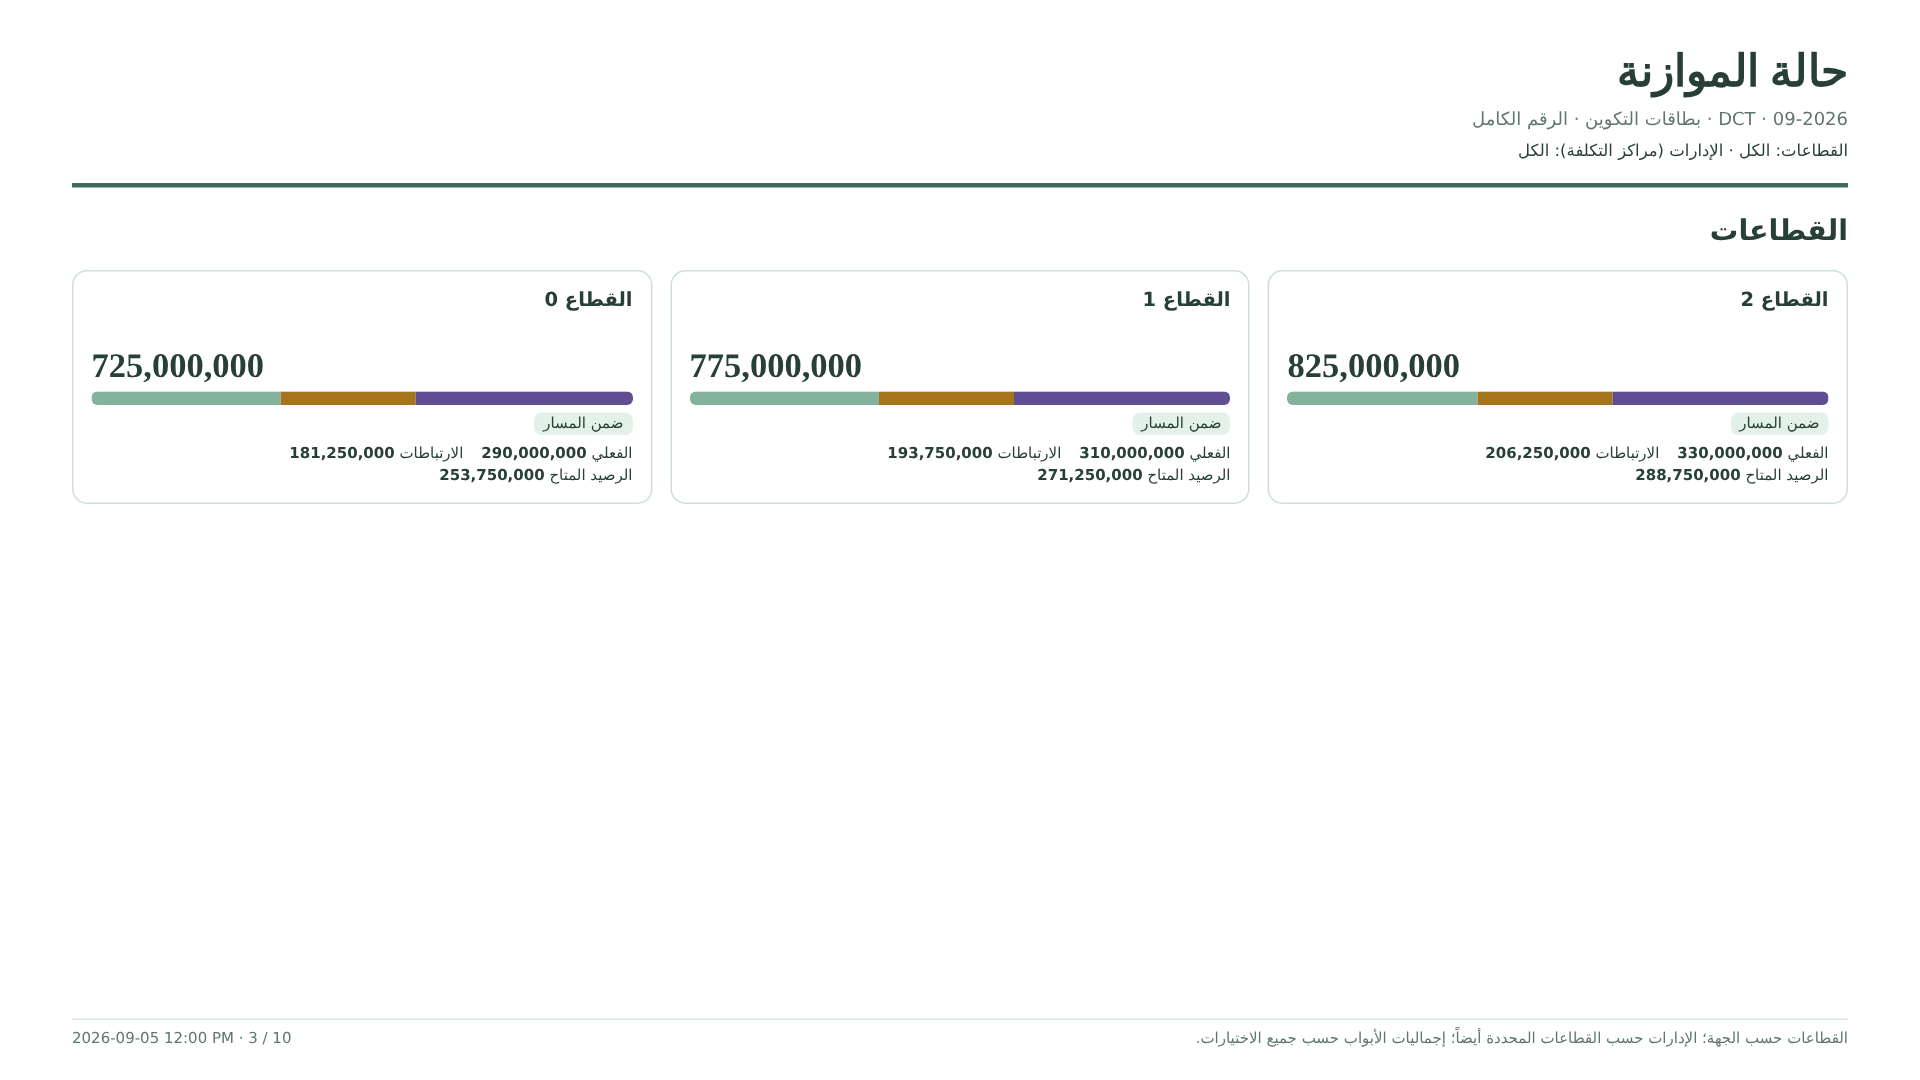 حالة الموازنة
DCT · 09-2026 · بطاقات التكوين · الرقم الكامل
القطاعات: الكل · الإدارات (مراكز التكلفة): الكل
القطاعات
القطاع 2
825,000,000
ضمن المسار
الفعلي 330,000,000 الارتباطات 206,250,000
الرصيد المتاح 288,750,000
القطاع 1
775,000,000
ضمن المسار
الفعلي 310,000,000 الارتباطات 193,750,000
الرصيد المتاح 271,250,000
القطاع 0
725,000,000
ضمن المسار
الفعلي 290,000,000 الارتباطات 181,250,000
الرصيد المتاح 253,750,000
القطاعات حسب الجهة؛ الإدارات حسب القطاعات المحددة أيضاً؛ إجماليات الأبواب حسب جميع الاختيارات.
2026-09-05 12:00 PM · 3 / 10